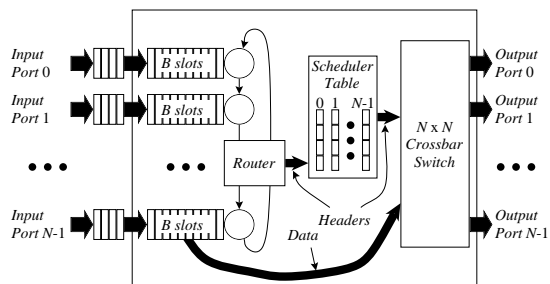 Input
Port 0
B slots
Input
Port 1
B slots
Input
Port N-1
B slots
Router
Scheduler
Table
0 1 N-1
N x N
Crossbar
Switch
Headers
Data
Output
Port 0
Output
Port 1
Output
Port N-1